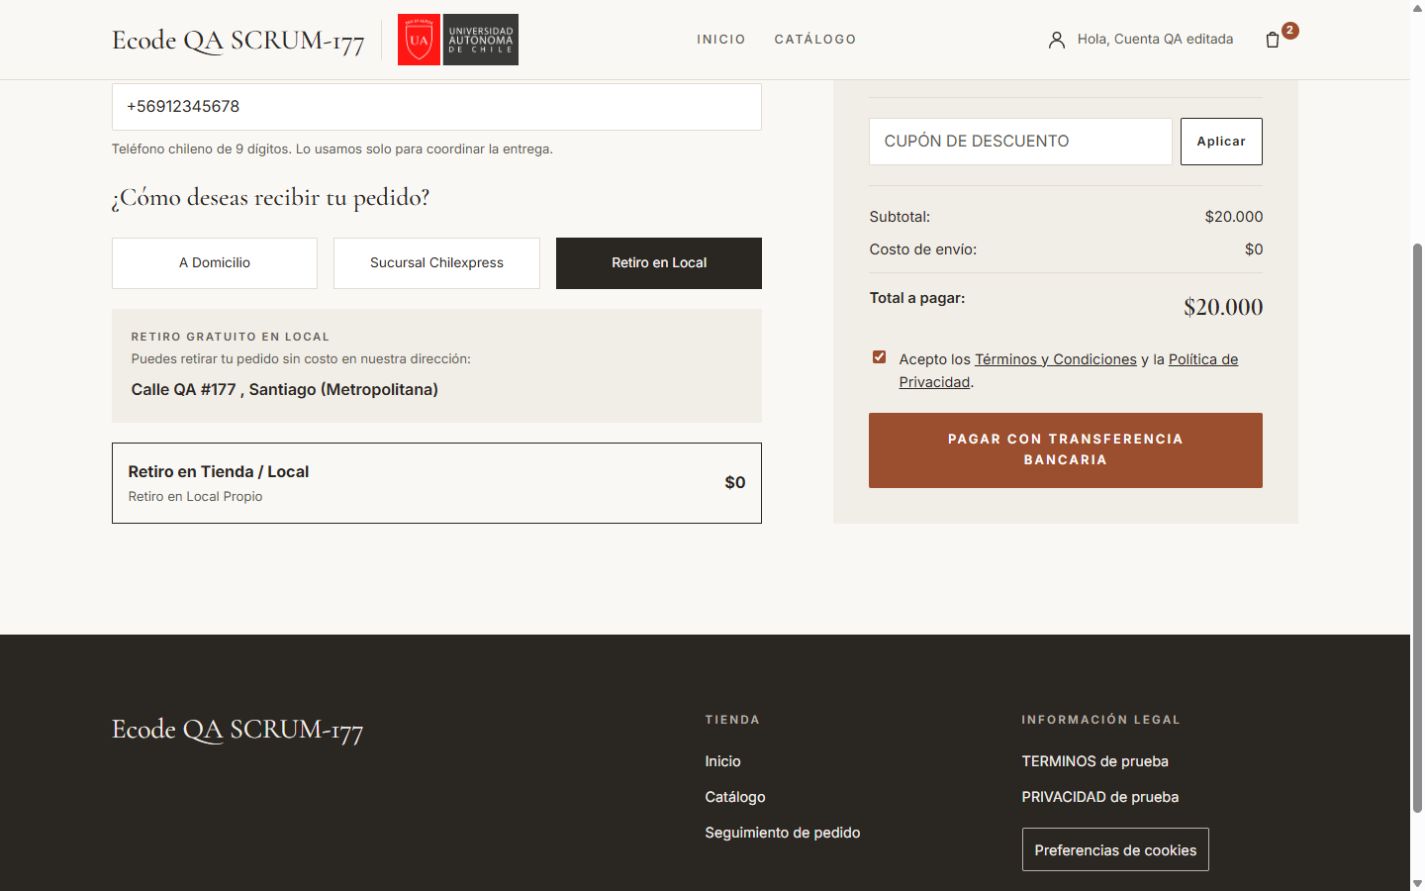 Ecode QA SCRUM-177
UA
UNIVERSIDAD
AUTÓNOMA
DE CHILE
INICIO
CATÁLOGO
Hola, Cuenta QA editada
2
+56912345678
Teléfono chileno de 9 dígitos. Lo usamos solo para coordinar la entrega.
¿Cómo deseas recibir tu pedido?
A Domicilio
Sucursal Chilexpress
Retiro en Local
RETIRO GRATUITO EN LOCAL
Puedes retirar tu pedido sin costo en nuestra dirección:
Calle QA #177 , Santiago (Metropolitana)
Retiro en Tienda / Local
Retiro en Local Propio
$0
CUPÓN DE DESCUENTO
Aplicar
Subtotal: $20.000
Costo de envío: $0
Total a pagar: $20.000
Acepto los Términos y Condiciones y la Política de
Privacidad.
PAGAR CON TRANSFERENCIA
BANCARIA
Ecode QA SCRUM-177
TIENDA
Inicio
Catálogo
Seguimiento de pedido
INFORMACIÓN LEGAL
TERMINOS de prueba
PRIVACIDAD de prueba
Preferencias de cookies